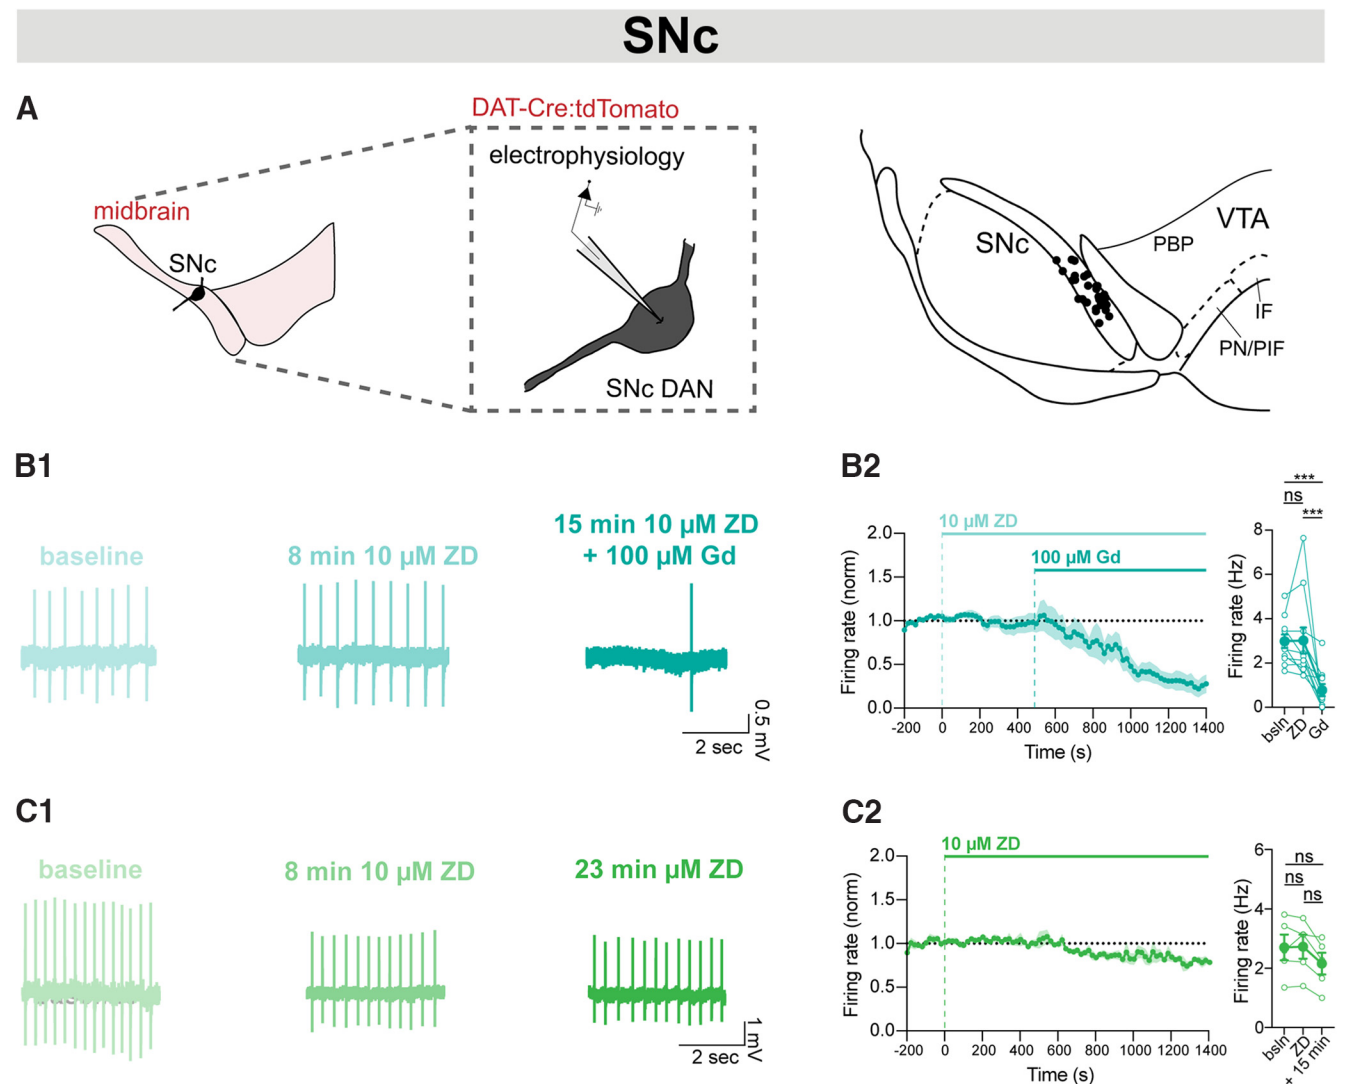 SNc
A
DAT-Cre:tdTomato
electrophysiology
midbrain
SNc
SNc DAN
SNc
VTA
PBP
IF
PN/PIF
B1
baseline
8 min 10 µM ZD
15 min 10 µM ZD
+ 100 µM Gd
2 sec
0.5 mV
B2
10 µM ZD
100 µM Gd
Firing rate (norm)
2.0
1.5
1.0
0.5
0.0
-200 0 200 400 600 800 1000 1200 1400
Time (s)
***
ns
***
Firing rate (Hz)
8
6
4
2
0
bsln
ZD
Gd
C1
baseline
8 min 10 µM ZD
23 min µM ZD
2 sec
1 mV
C2
10 µM ZD
Firing rate (norm)
2.0
1.5
1.0
0.5
0.0
-200 0 200 400 600 800 1000 1200 1400
Time (s)
ns
ns
ns
Firing rate (Hz)
6
4
2
0
bsln
ZD
+ 15 min